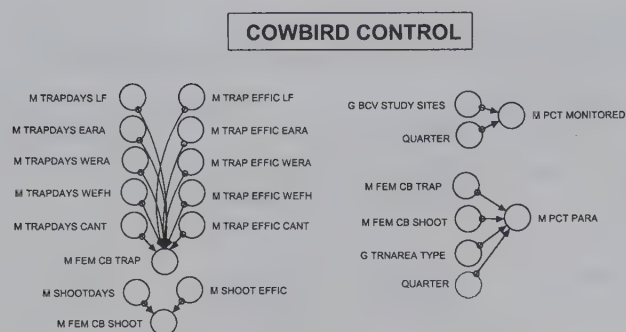 COWBIRD CONTROL
M TRAPDAYS LF
M TRAP EFFIC LF
M TRAPDAYS EARA
M TRAP EFFIC EARA
M TRAPDAYS WERA
M TRAP EFFIC WERA
M TRAPDAYS WEFH
M TRAP EFFIC WEFH
M TRAPDAYS CANT
M TRAP EFFIC CANT
M FEM CB TRAP
M SHOOTDAYS
M SHOOT EFFIC
M FEM CB SHOOT
G BCV STUDY SITES
M PCT MONITORED
QUARTER
M FEM CB TRAP
M FEM CB SHOOT
M PCT PARA
G TRNAREA TYPE
QUARTER